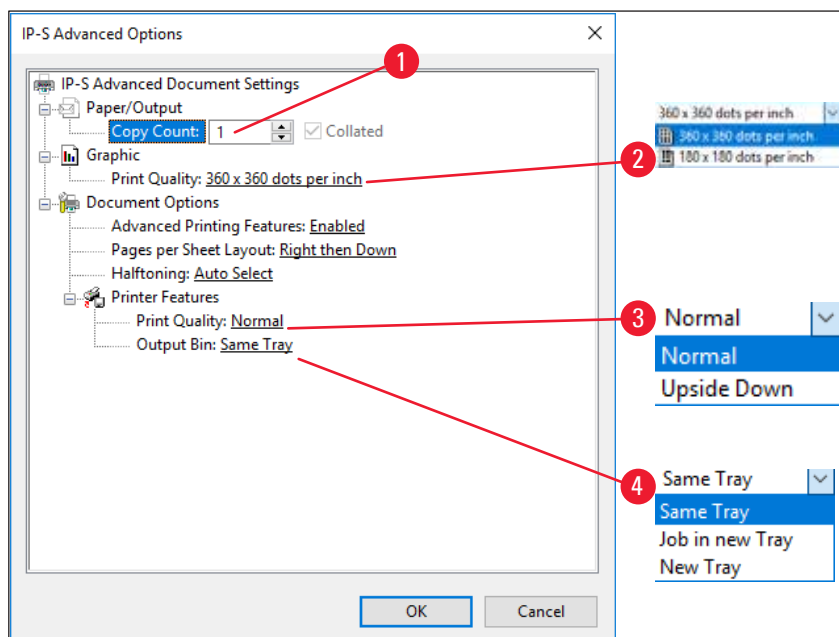 IP-S Advanced Options
IP-S Advanced Document Settings
Paper/Output
Copy Count: 1 Collated
Graphic
Print Quality: 360 x 360 dots per inch
Document Options
Advanced Printing Features: Enabled
Pages per Sheet Layout: Right then Down
Halftoning: Auto Select
Printer Features
Print Quality: Normal
Output Bin: Same Tray
OK Cancel
1
2
360 x 360 dots per inch
360 x 360 dots per inch
180 x 180 dots per inch
3
Normal
Normal
Upside Down
4
Same Tray
Same Tray
Job in new Tray
New Tray